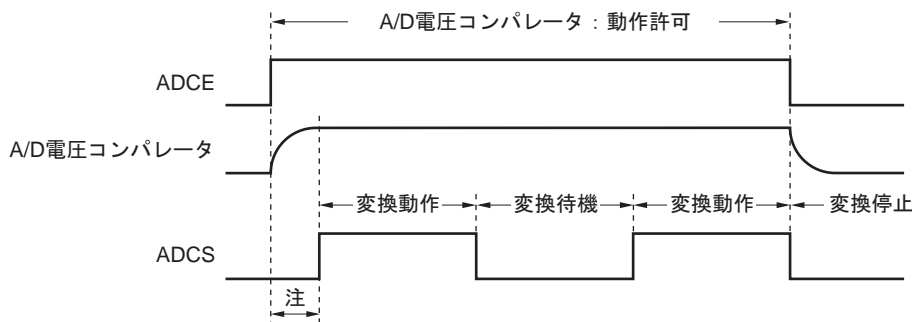 A/D電圧コンパレータ：動作許可
ADCE
A/D電圧コンパレータ
変換動作
変換待機
変換動作
変換停止
ADCS
注